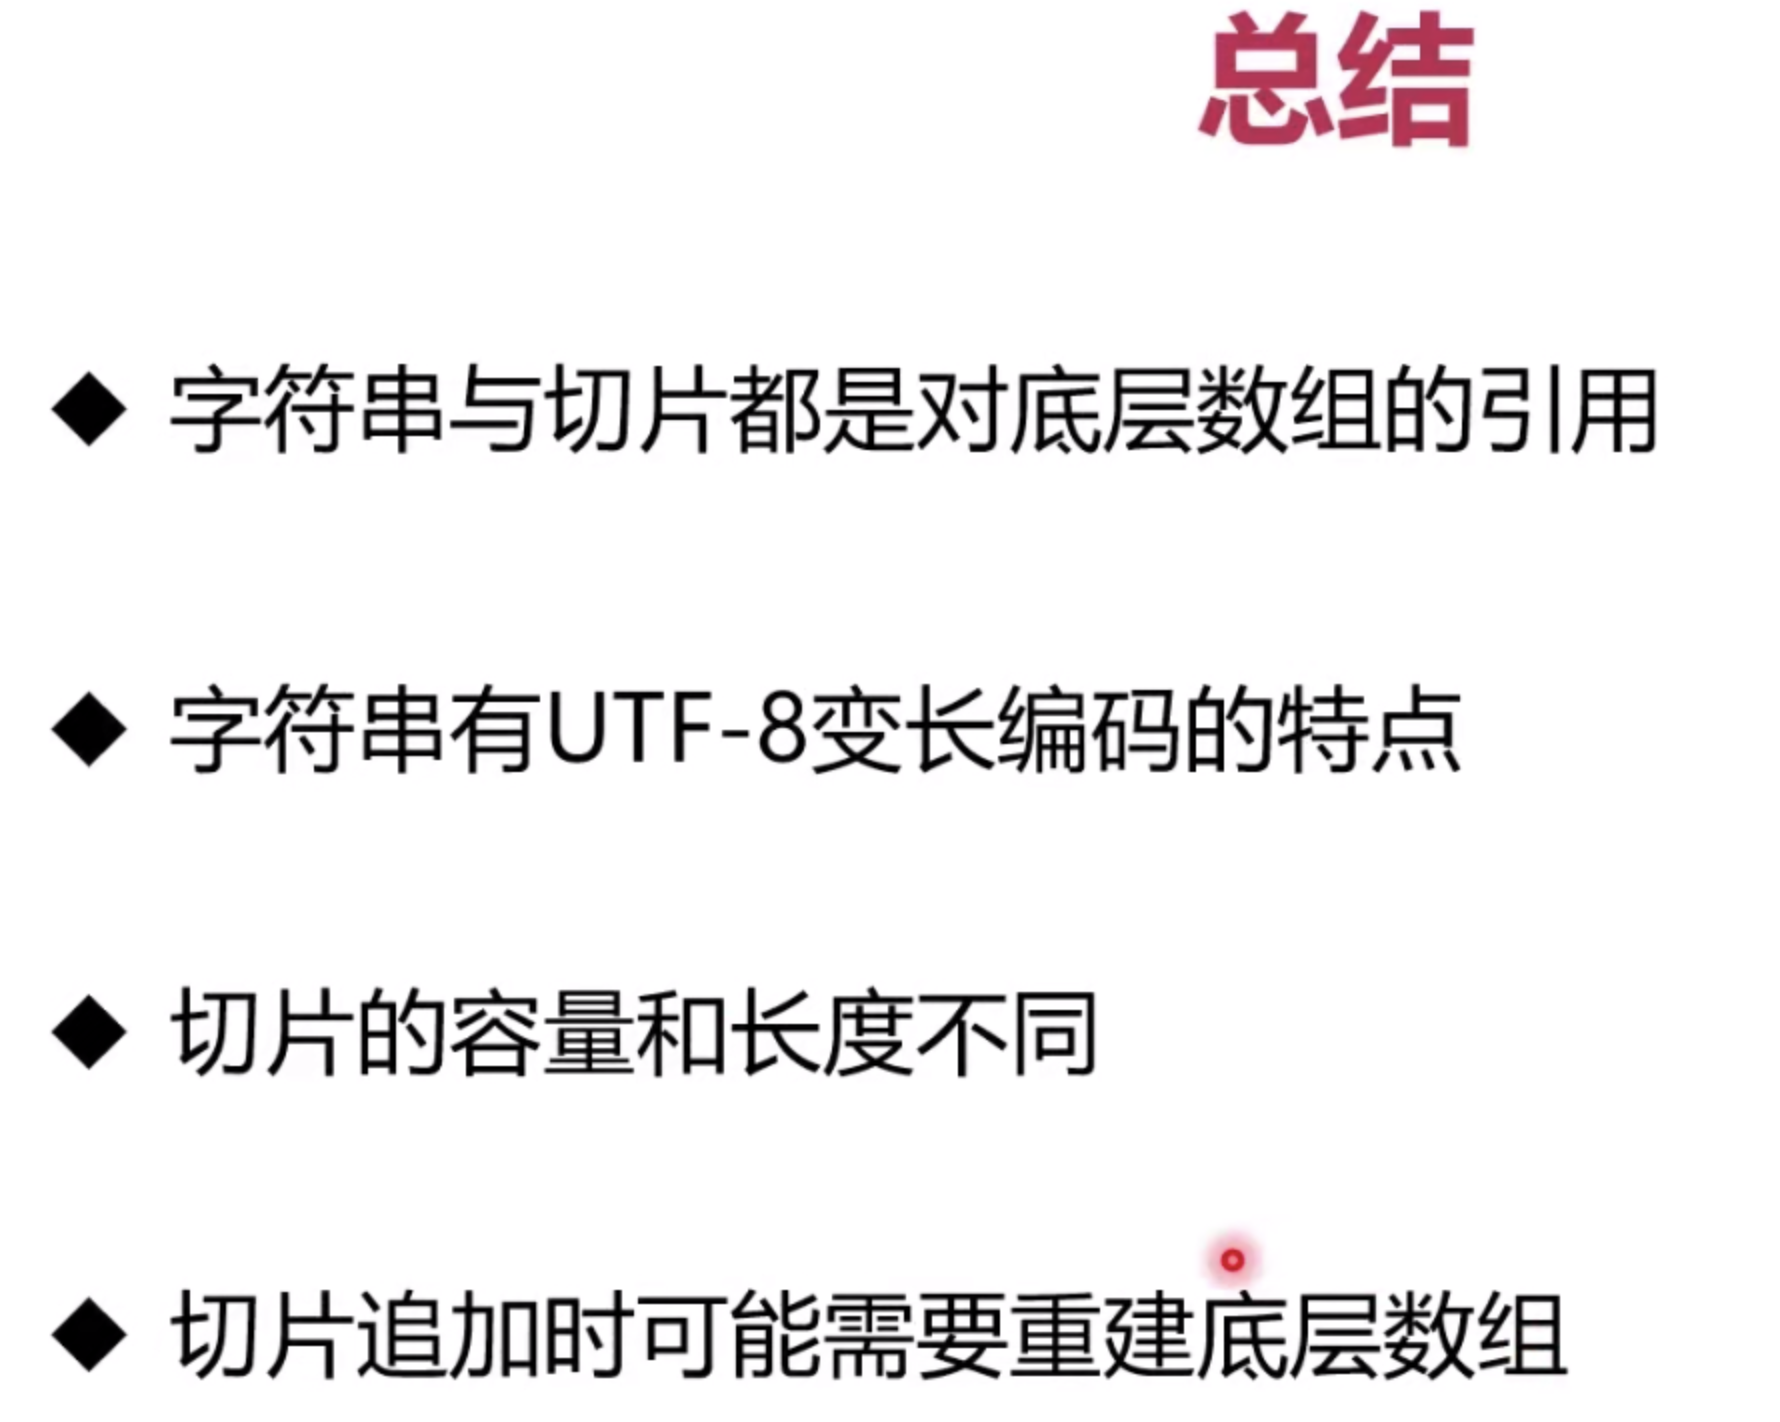 总结
◆ 字符串与切片都是对底层数组的引用
◆ 字符串有UTF-8变长编码的特点
◆ 切片的容量和长度不同
◆ 切片追加时可能需要重建底层数组